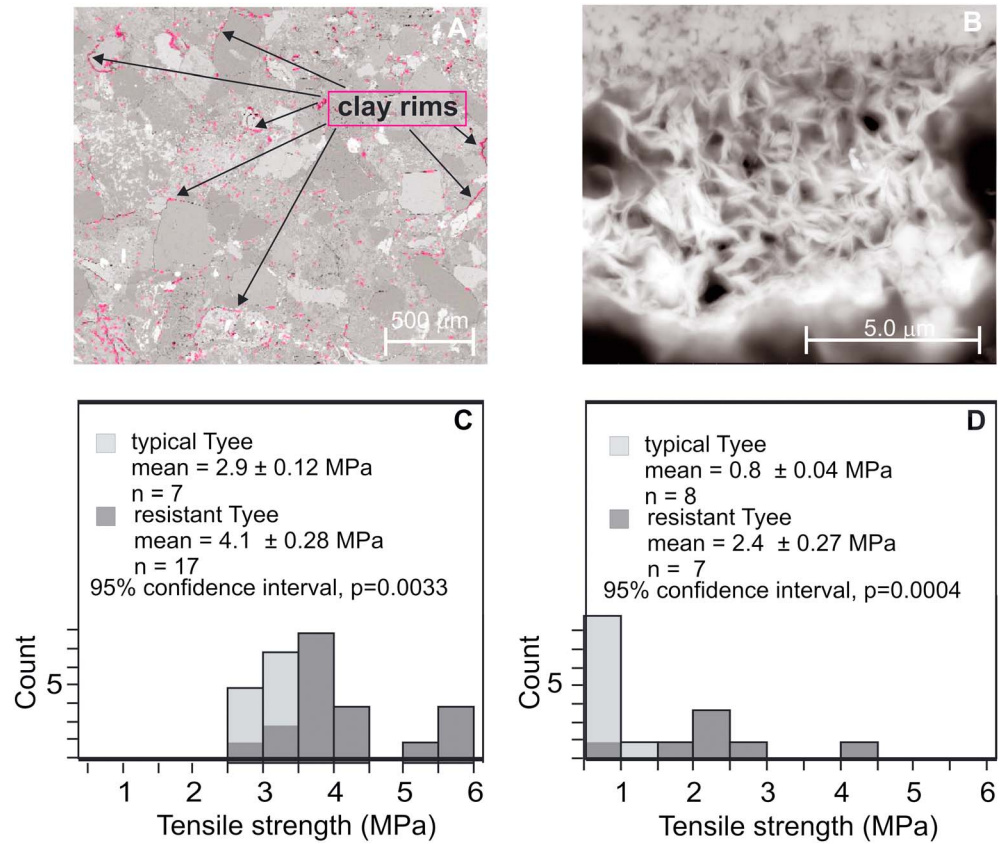 A
clay rims
500 µm
B
5.0 µm
C
typical Tyee
mean = 2.9 ± 0.12 MPa
n = 7
resistant Tyee
mean = 4.1 ± 0.28 MPa
n = 17
95% confidence interval, p=0.0033
Count
5
1 2 3 4 5 6
Tensile strength (MPa)
D
typical Tyee
mean = 0.8 ± 0.04 MPa
n = 8
resistant Tyee
mean = 2.4 ± 0.27 MPa
n = 7
95% confidence interval, p=0.0004
Count
5
1 2 3 4 5 6
Tensile strength (MPa)